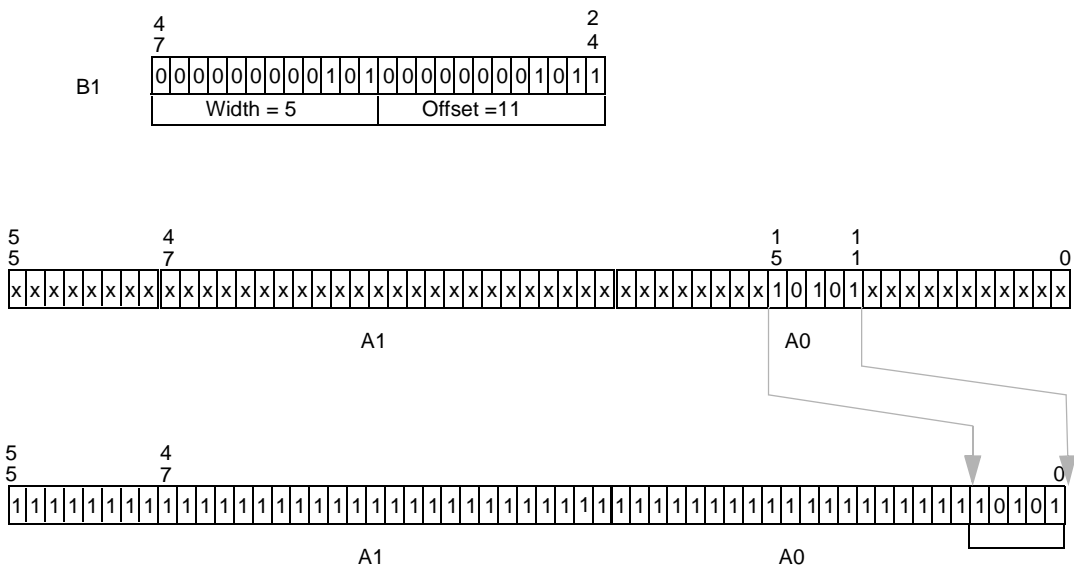 4 2
7 4
B1 0 0 0 0 0 0 0 0 0 1 0 1 0 0 0 0 0 0 0 0 1 0 1 1
Width = 5 Offset =11
5 4 1 1
5 7 5 1 0
x x x x x x x x x x x x x x x x x x x x x x x x x x x x x x x x x x x x x x x x 1 0 1 0 1 x x x x x x x x x x x
A1 A0
5 4
5 7 0
1 1 1 1 1 1 1 1 1 1 1 1 1 1 1 1 1 1 1 1 1 1 1 1 1 1 1 1 1 1 1 1 1 1 1 1 1 1 1 1 1 1 1 1 1 1 1 1 1 1 1 1 0 1 0 1
A1 A0